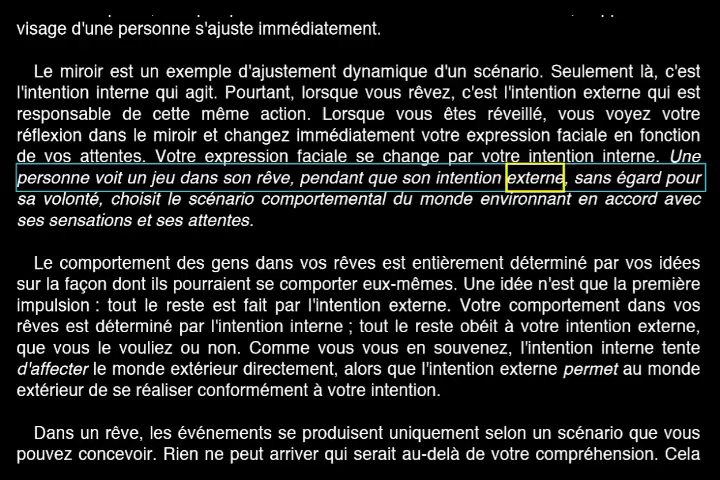 visage d'une personne s'ajuste immédiatement.
Le miroir est un exemple d'ajustement dynamique d'un scénario. Seulement là, c'est
l'intention interne qui agit. Pourtant, lorsque vous rêvez, c'est l'intention externe qui est
responsable de cette même action. Lorsque vous êtes réveillé, vous voyez votre
réflexion dans le miroir et changez immédiatement votre expression faciale en fonction
de vos attentes. Votre expression faciale se change par votre intention interne. Une
personne voit un jeu dans son rêve, pendant que son intention externe, sans égard pour
sa volonté, choisit le scénario comportemental du monde environnant en accord avec
ses sensations et ses attentes.
Le comportement des gens dans vos rêves est entièrement déterminé par vos idées
sur la façon dont ils pourraient se comporter eux-mêmes. Une idée n'est que la première
impulsion : tout le reste est fait par l'intention externe. Votre comportement dans vos
rêves est déterminé par l'intention interne ; tout le reste obéit à votre intention externe,
que vous le vouliez ou non. Comme vous vous en souvenez, l'intention interne tente
d'affecter le monde extérieur directement, alors que l'intention externe permet au monde
extérieur de se réaliser conformément à votre intention.
Dans un rêve, les événements se produisent uniquement selon un scénario que vous
pouvez concevoir. Rien ne peut arriver qui serait au-delà de votre compréhension. Cela